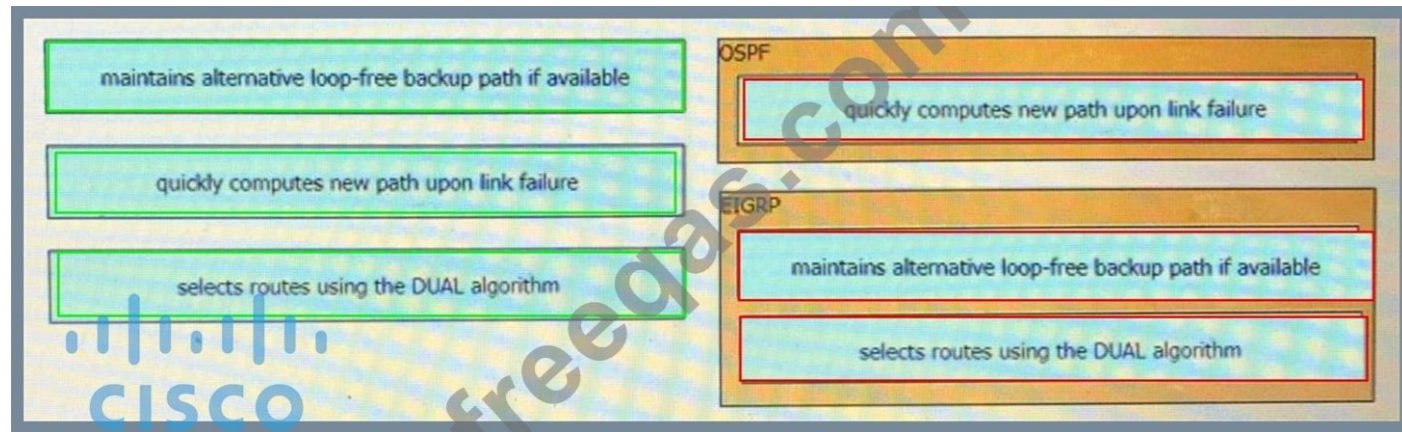 maintains alternative loop-free backup path if available
quickly computes new path upon link failure
selects routes using the DUAL algorithm
CISCO
OSPF
quickly computes new path upon link failure
EIGRP
maintains alternative loop-free backup path if available
selects routes using the DUAL algorithm
freeqas.com